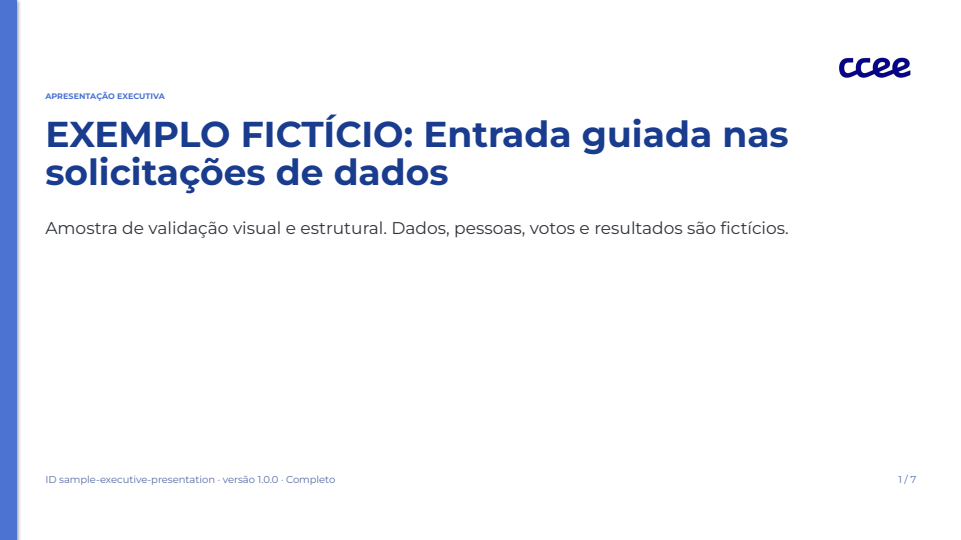 ccee
APRESENTAÇÃO EXECUTIVA
EXEMPLO FICTÍCIO: Entrada guiada nas
solicitações de dados
Amostra de validação visual e estrutural. Dados, pessoas, votos e resultados são fictícios.
ID sample-executive-presentation · versão 1.0.0 · Completo
1 / 7